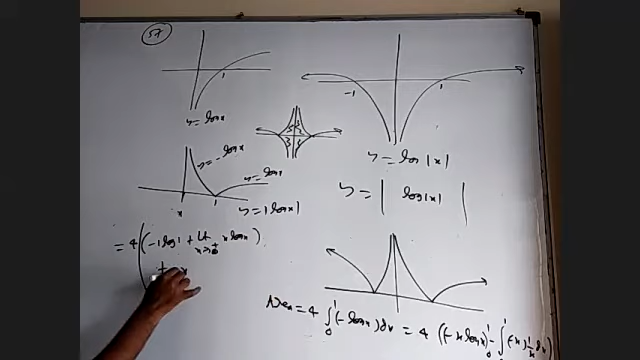 57
1
y = log x
-1
1
y = log |x|
y = -log x
y = log x
x
1
y = |log x|
y = | log|x| |
= 4 ( (-1 log 1 + Lt x log x)
x→0+
Area = 4 ∫₀¹ (-log x) dx = 4 ( (-x log x)₀¹ - ∫₀¹ (-x) 1/x dx )